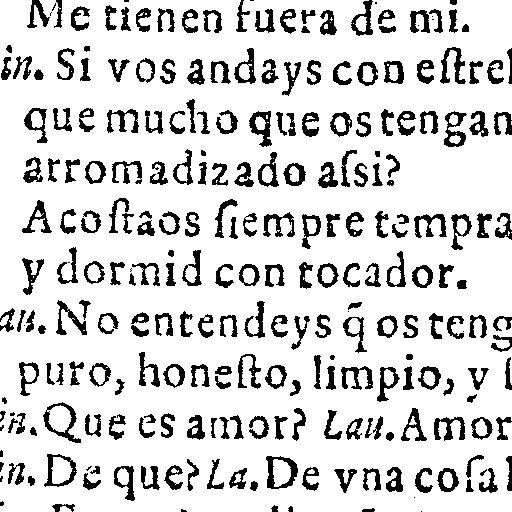 Me tienen fuera de mi.
in. Si vos andays con eſtrel
que mucho que os tengan
arromadizado aſsi?
Acoſtaos ſiempre tempra
y dormid con tocador.
au. No entendeys q̃ os teng
puro, honeſto, limpio, y ſ
in. Que es amor? Lau. Amor
in. De que? La. De vna coſa